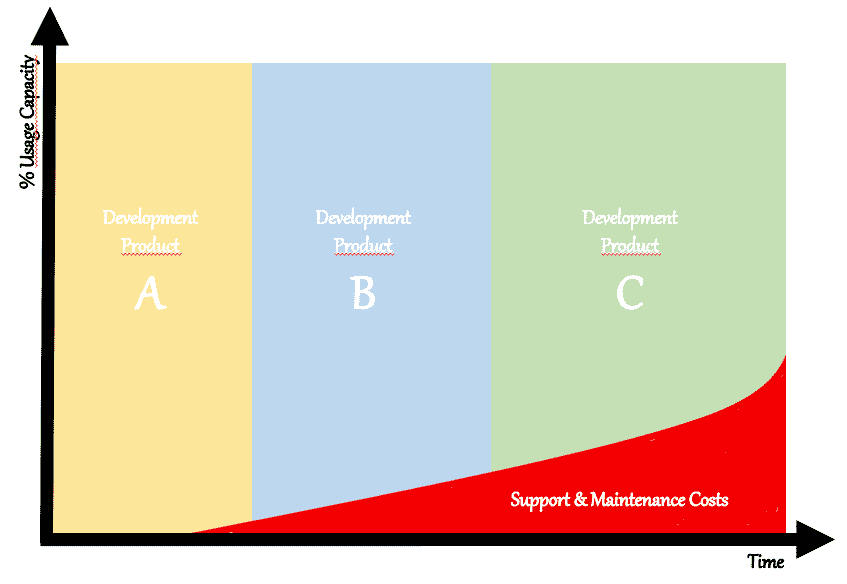 % Usage Capacity
Development
Product
A
Development
Product
B
Development
Product
C
Support & Maintenance Costs
Time